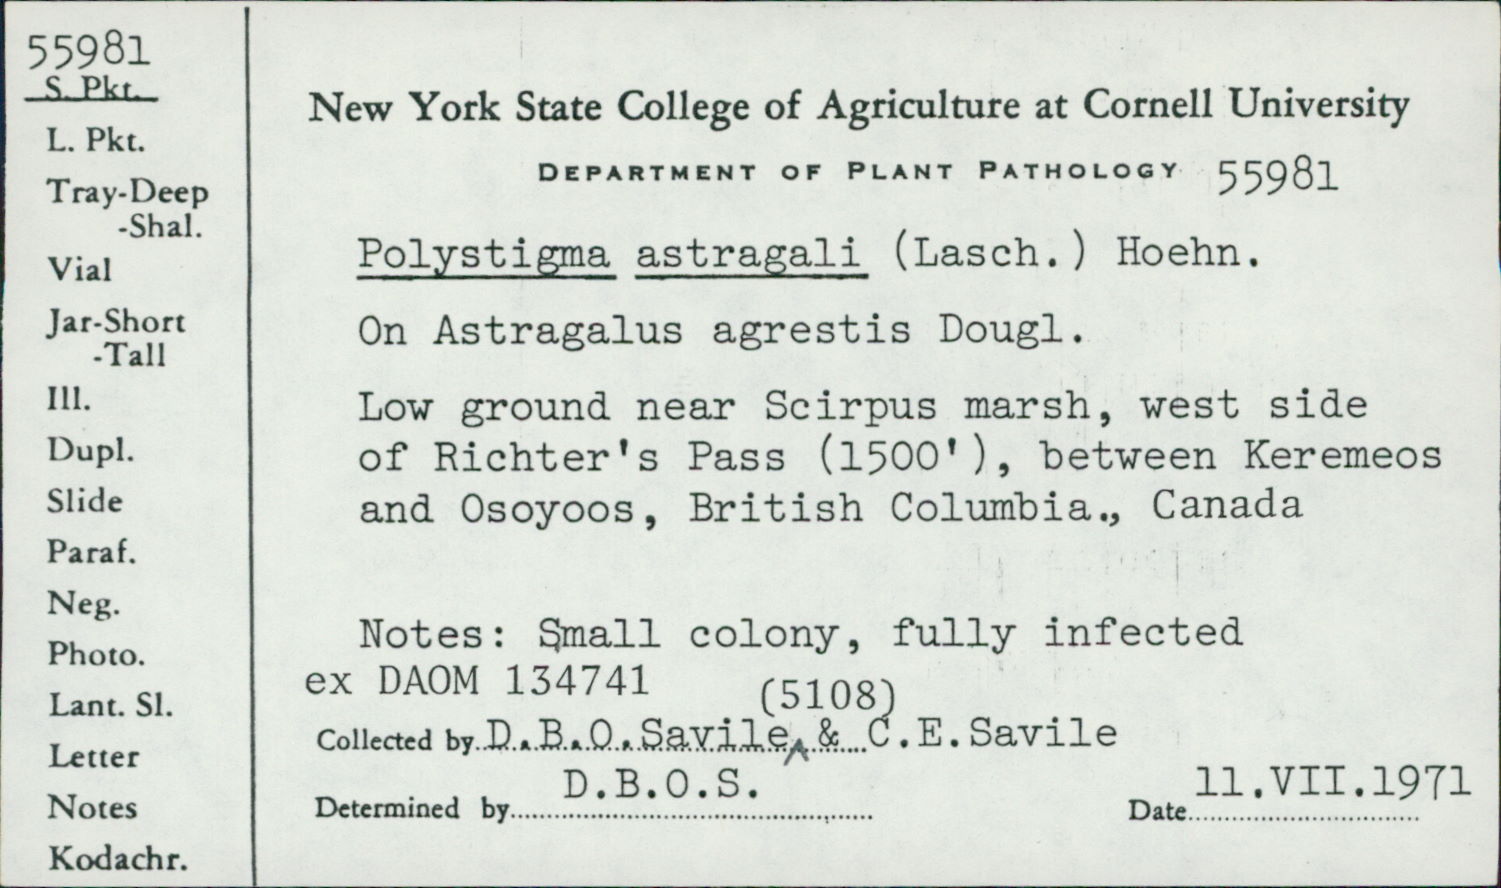 55981
S. Pkt.
L. Pkt.
Tray-Deep
-Shal.
Vial
Jar-Short
-Tall
Ill.
Dupl.
Slide
Paraf.
Neg.
Photo.
Lant. Sl.
Letter
Notes
Kodachr.
New York State College of Agriculture at Cornell University
DEPARTMENT OF PLANT PATHOLOGY 55981
Polystigma astragali (Lasch.) Hoehn.
On Astragalus agrestis Dougl.
Low ground near Scirpus marsh, west side
of Richter's Pass (1500'), between Keremeos
and Osoyoos, British Columbia., Canada
Notes: Small colony, fully infected
ex DAOM 134741
(5108)
Collected by D.B.O.Savile & C.E.Savile
Determined by D.B.O.S.
Date 11.VII.1971